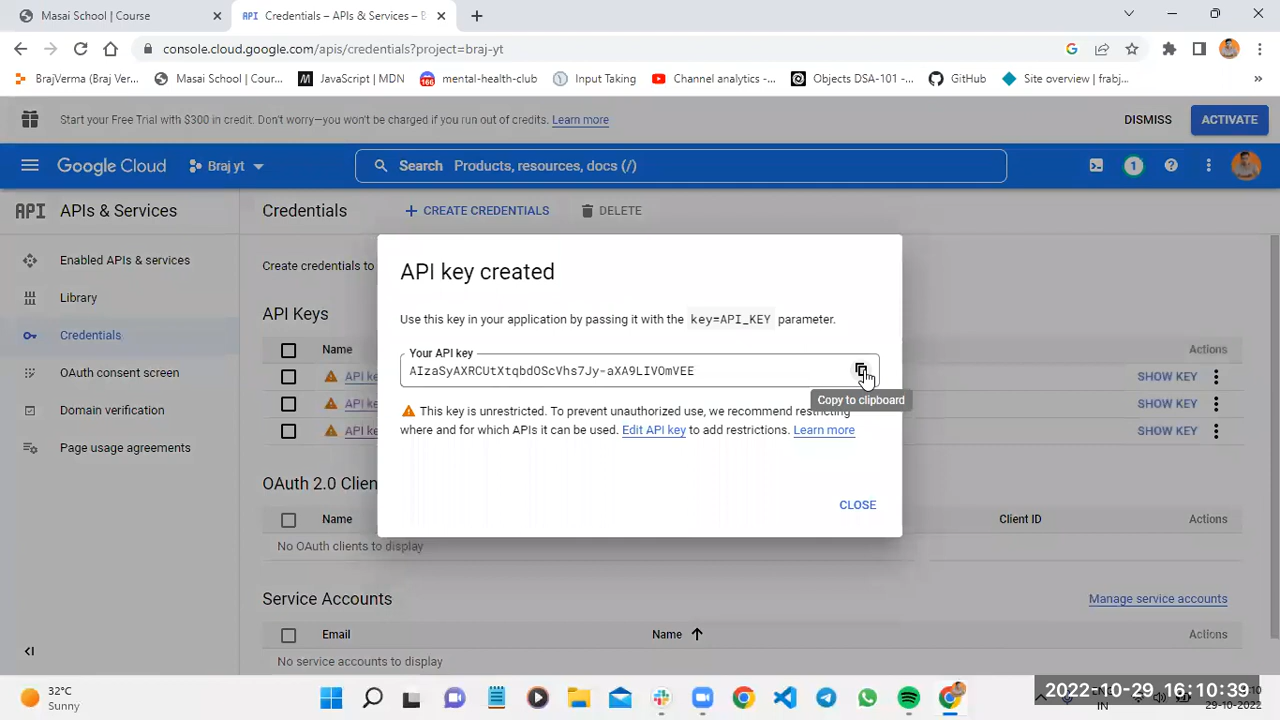 Masai School | Course
API Credentials – APIs & Services – B
console.cloud.google.com/apis/credentials?project=braj-yt
BrajVerma (Braj Ver... Masai School | Cour... JavaScript | MDN mental-health-club Input Taking Channel analytics -... Objects DSA-101 -... GitHub Site overview | frabj... »
166
Start your Free Trial with $300 in credit. Don't worry—you won't be charged if you run out of credits. Learn more
DISMISS
ACTIVATE
Google Cloud Braj yt Search Products, resources, docs (/) 1
API APIs & Services
Enabled APIs & services
Library
Credentials
OAuth consent screen
Domain verification
Page usage agreements
Credentials + CREATE CREDENTIALS DELETE
Create credentials to
API Keys
Name Actions
API ke SHOW KEY
API ke SHOW KEY
API ke SHOW KEY
API key created
Use this key in your application by passing it with the key=API_KEY parameter.
Your API key
AIzaSyAXRCUtXtqbdOScVhs7Jy-aXA9LIVOmVEE
Copy to clipboard
This key is unrestricted. To prevent unauthorized use, we recommend restricting
where and for which APIs it can be used. Edit API key to add restrictions. Learn more
CLOSE
OAuth 2.0 Clien
Name Client ID Actions
No OAuth clients to display
Service Accounts Manage service accounts
Email Name Actions
No service accounts to display
32°C
Sunny
IN
29-10-2022
2022-10-29 16:10:39